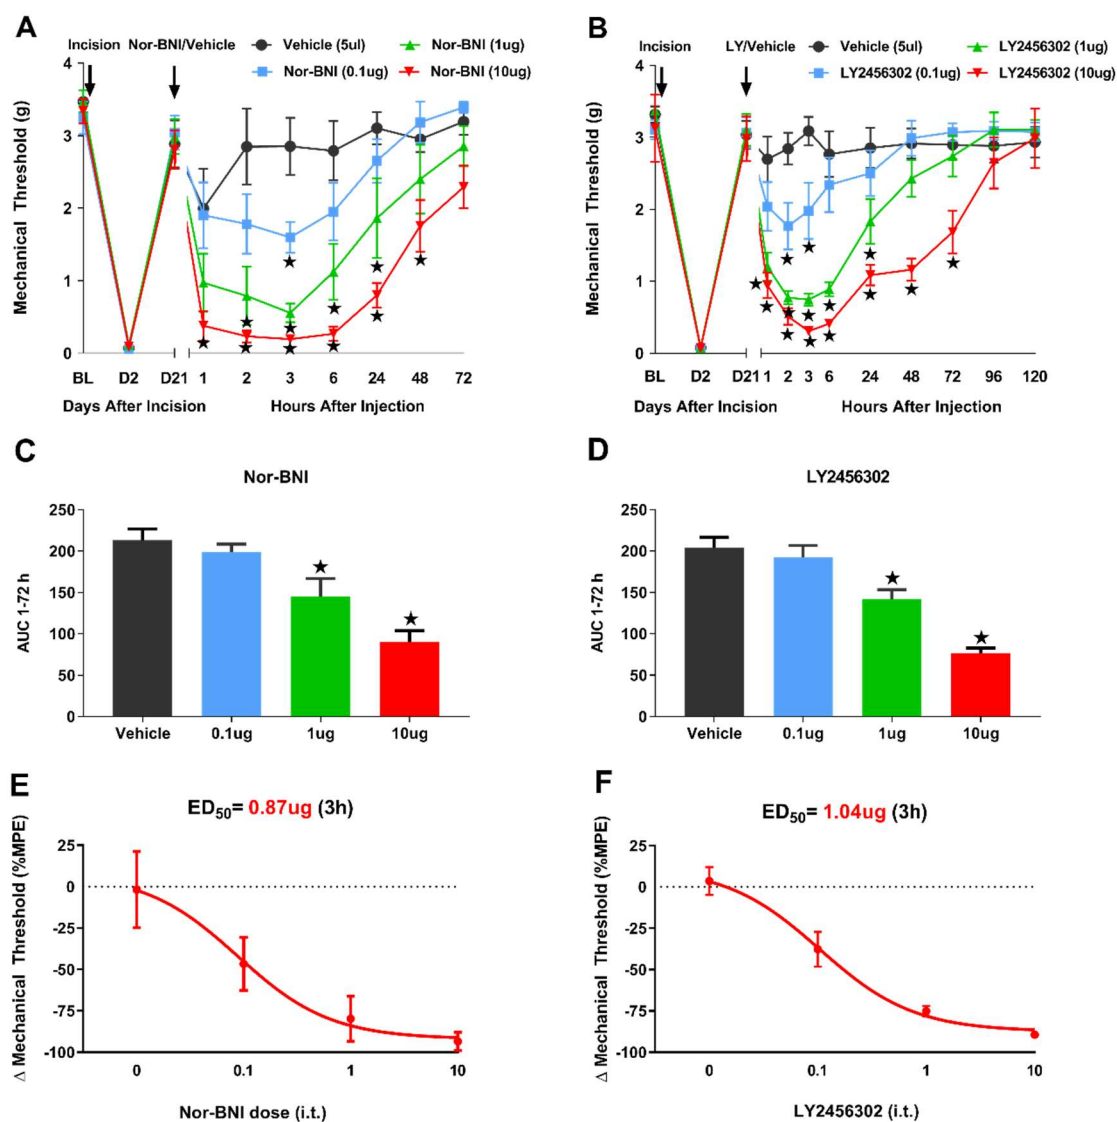 A
Incision Nor-BNI/Vehicle
Vehicle (5ul) Nor-BNI (1ug)
Nor-BNI (0.1ug) Nor-BNI (10ug)
Mechanical Threshold (g)
4
3
2
1
0
BL D2 D21 1 2 3 6 24 48 72
Days After Incision Hours After Injection
B
Incision LY/Vehicle
Vehicle (5ul) LY2456302 (1ug)
LY2456302 (0.1ug) LY2456302 (10ug)
Mechanical Threshold (g)
4
3
2
1
0
BL D2 D21 1 2 3 6 24 48 72 96 120
Days After Incision Hours After Injection
C
Nor-BNI
AUC 1-72 h
250
200
150
100
50
0
Vehicle 0.1ug 1ug 10ug
D
LY2456302
AUC 1-72 h
250
200
150
100
50
0
Vehicle 0.1ug 1ug 10ug
E
ED50= 0.87ug (3h)
Δ Mechanical Threshold (%MPE)
25
0
-25
-50
-75
-100
0 0.1 1 10
Nor-BNI dose (i.t.)
F
ED50= 1.04ug (3h)
Δ Mechanical Threshold (%MPE)
25
0
-25
-50
-75
-100
0 0.1 1 10
LY2456302 (i.t.)